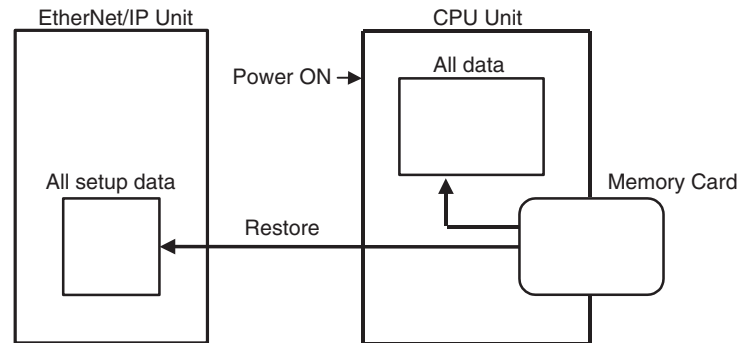 EtherNet/IP Unit
CPU Unit
Power ON
All data
All setup data
Memory Card
Restore